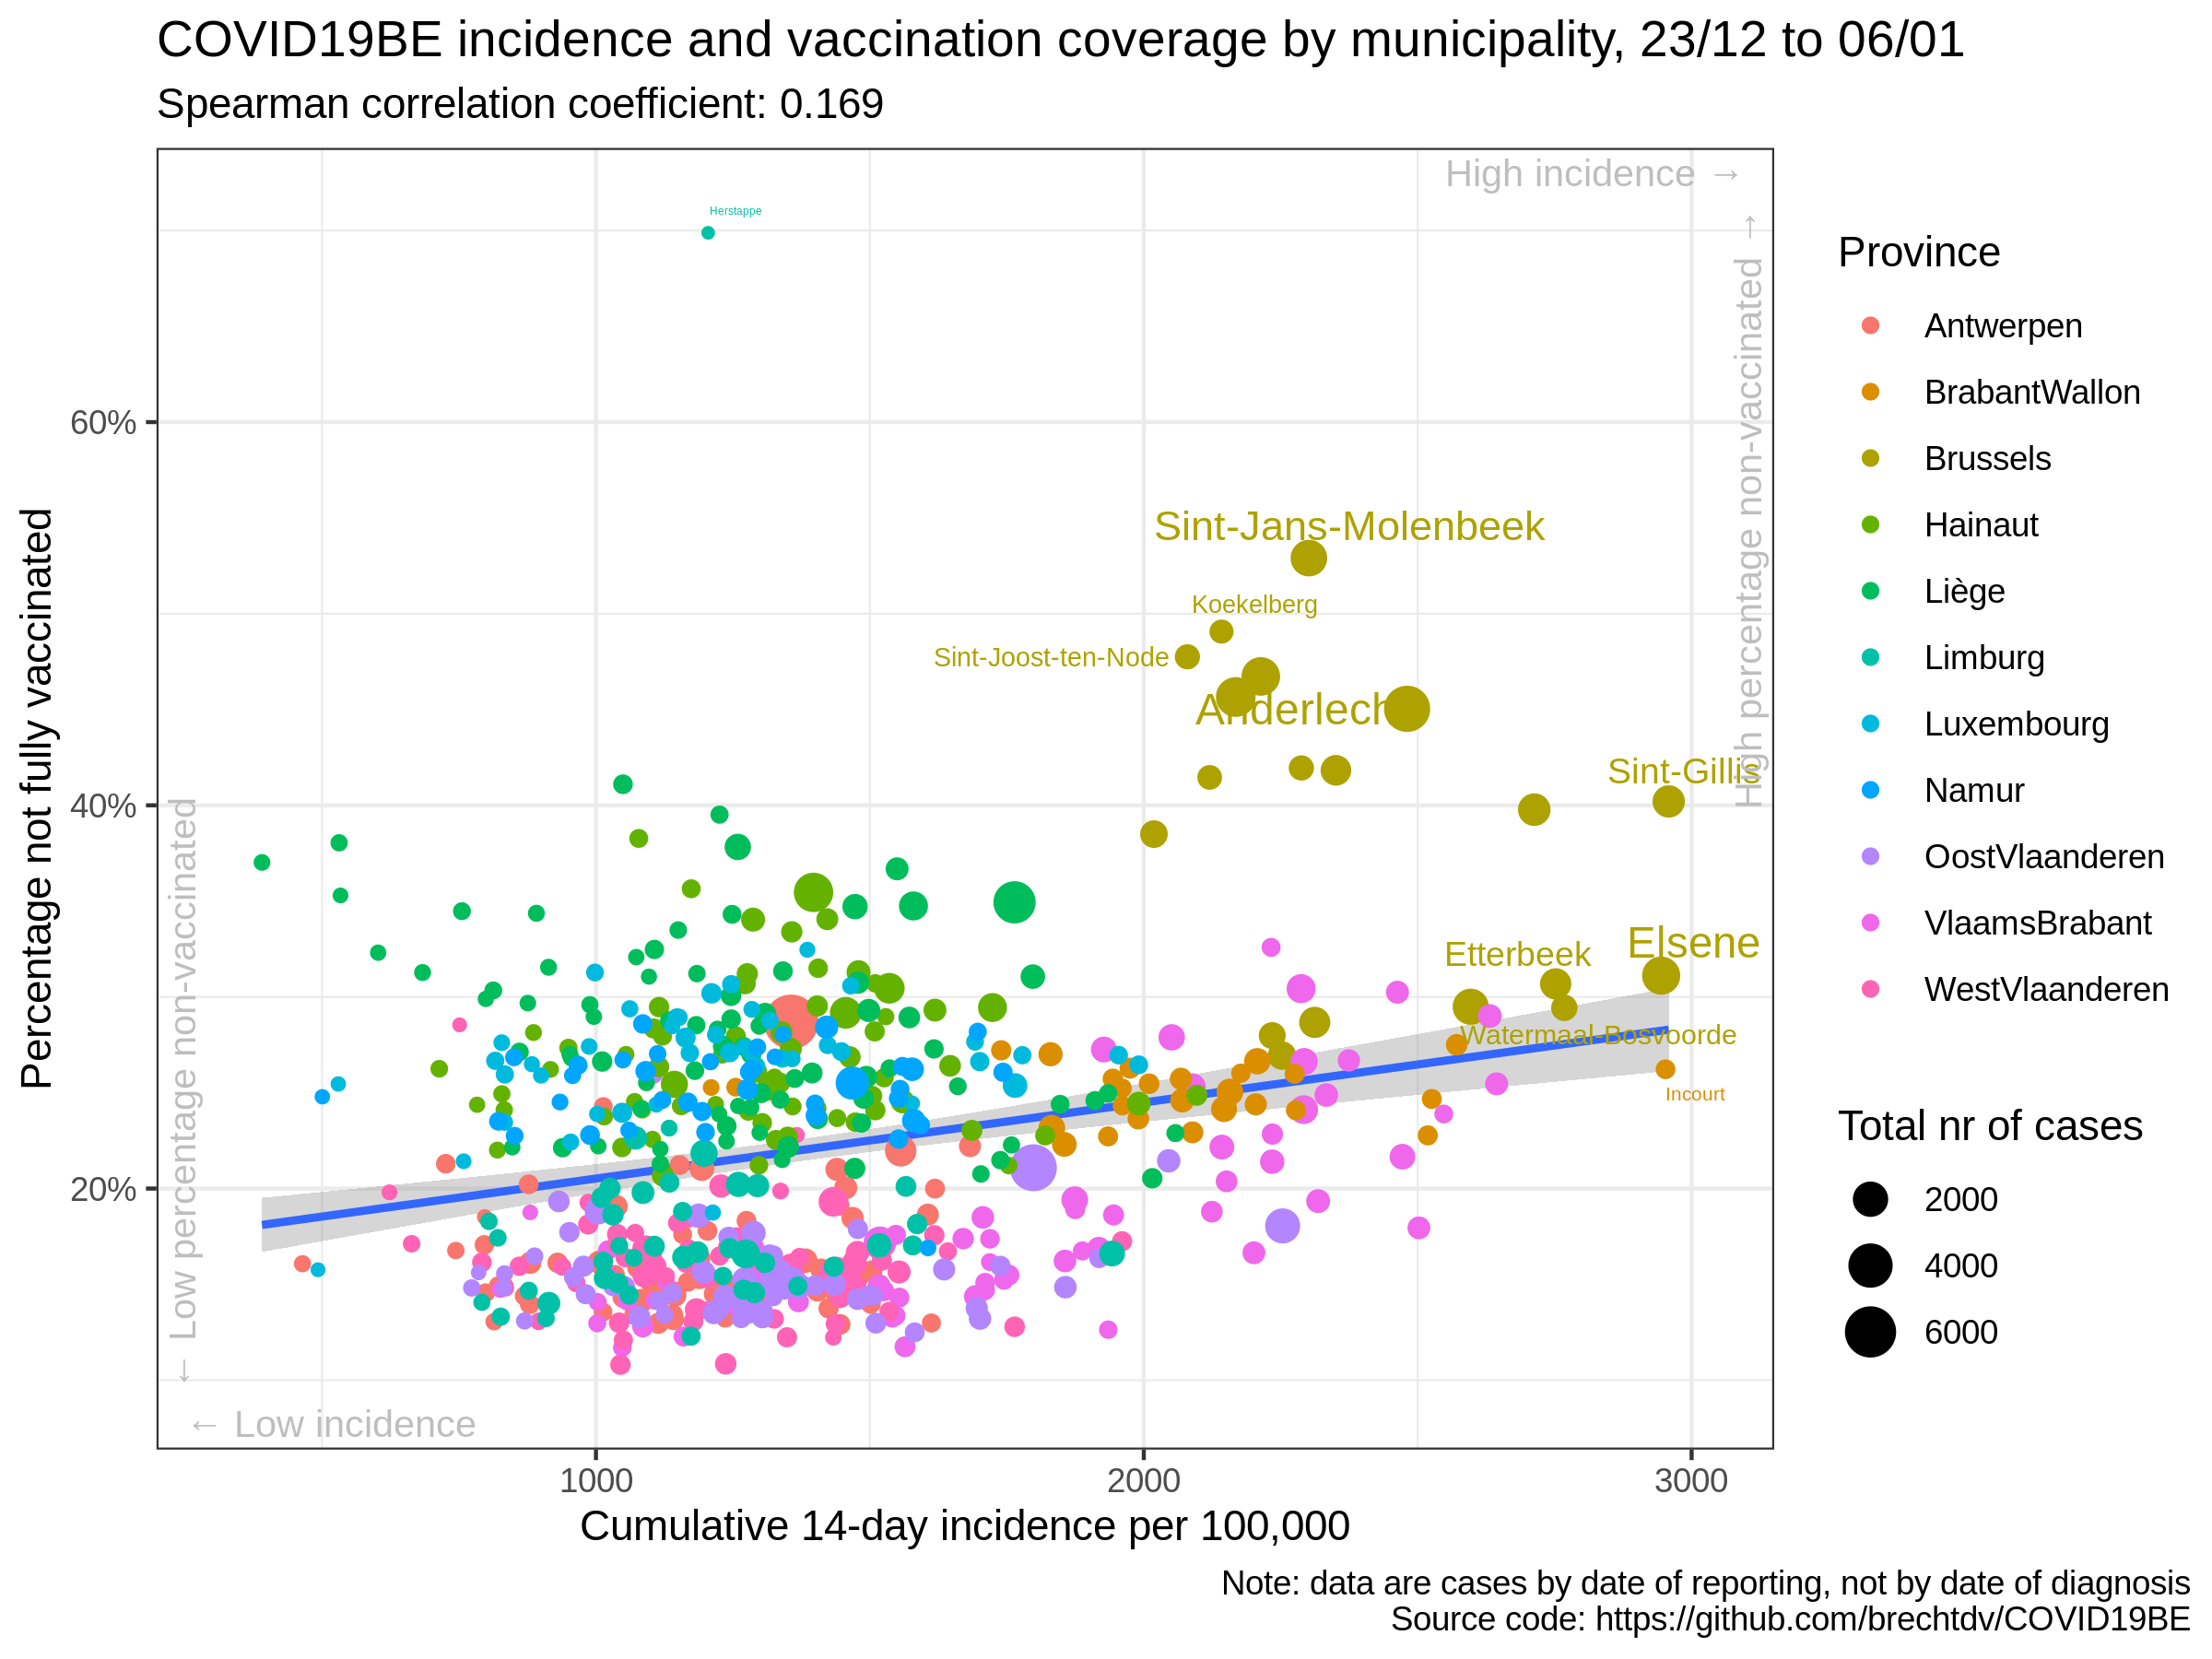 COVID19BE incidence and vaccination coverage by municipality, 23/12 to 06/01
Spearman correlation coefficient: 0.169
High incidence →
High percentage non-vaccinated →
← Low percentage non-vaccinated
← Low incidence
Percentage not fully vaccinated
60%
40%
20%
Herstappe
Sint-Jans-Molenbeek
Koekelberg
Sint-Joost-ten-Node
Anderlecht
Sint-Gillis
Elsene
Etterbeek
Watermaal-Bosvoorde
Incourt
1000
2000
3000
Cumulative 14-day incidence per 100,000
Province
Antwerpen
BrabantWallon
Brussels
Hainaut
Liège
Limburg
Luxembourg
Namur
OostVlaanderen
VlaamsBrabant
WestVlaanderen
Total nr of cases
2000
4000
6000
Note: data are cases by date of reporting, not by date of diagnosis
Source code: https://github.com/brechtdv/COVID19BE